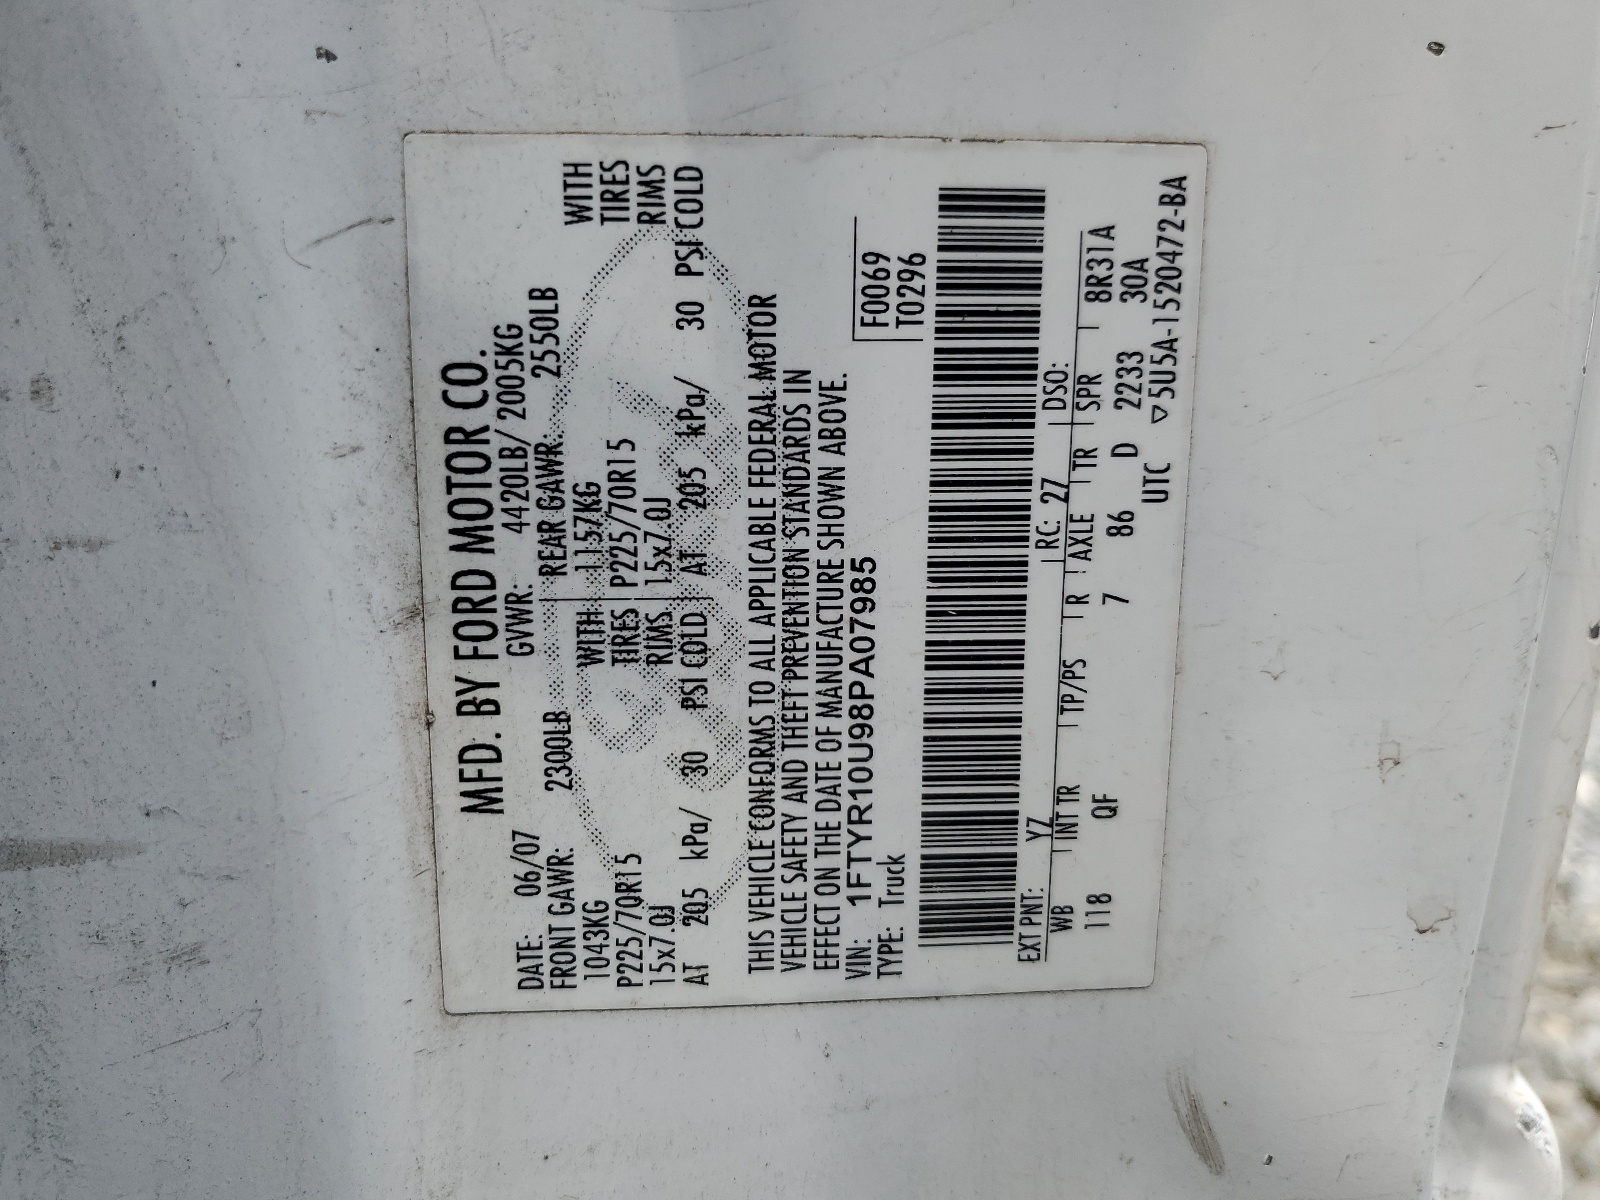 MFD. BY FORD MOTOR CO.
DATE: 06/07 GVWR: 4420LB/ 2005KG
FRONT GAWR: 2300LB REAR GAWR: 2550LB
1043KG WITH 1157KG WITH
P225/70R15 TIRES P225/70R15 TIRES
15x7.0J RIMS 15x7.0J RIMS
AT 205 kPa/ 30 PSI COLD AT 205 kPa/ 30 PSI COLD
THIS VEHICLE CONFORMS TO ALL APPLICABLE FEDERAL MOTOR
VEHICLE SAFETY AND THEFT PREVENTION STANDARDS IN
EFFECT ON THE DATE OF MANUFACTURE SHOWN ABOVE.
VIN: 1FTYR10U98PA07985 F0069
TYPE: Truck T0296
EXT PNT: YZ RC: 27 DSO:
WB INT TR TP/PS R AXLE TR SPR 8R31A
118 QF 7 86 D 2233 30A
UTC ▽5U5A-1520472-BA